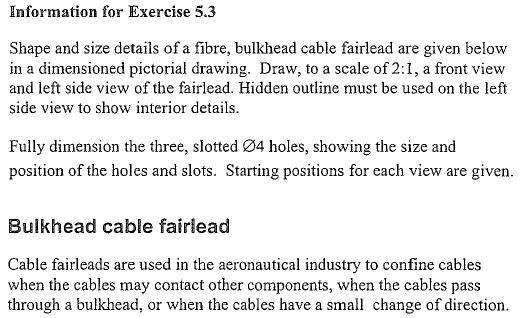 Information for Exercise 5.3
Shape and size details of a fibre, bulkhead cable fairlead are given below
in a dimensioned pictorial drawing. Draw, to a scale of 2:1, a front view
and left side view of the fairlead. Hidden outline must be used on the left
side view to show interior details.
Fully dimension the three, slotted Ø4 holes, showing the size and
position of the holes and slots. Starting positions for each view are given.
Bulkhead cable fairlead
Cable fairleads are used in the aeronautical industry to confine cables
when the cables may contact other components, when the cables pass
through a bulkhead, or when the cables have a small change of direction.